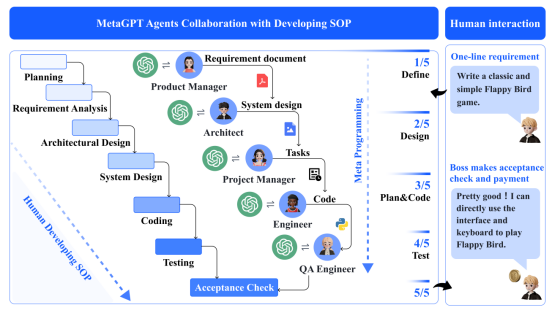 MetaGPT Agents Collaboration with Developing SOP
Human interaction
Planning
Requirement Analysis
Architectural Design
System Design
Coding
Testing
Acceptance Check
Human Developing SOP
Requirement document
Product Manager
System design
Architect
Tasks
Project Manager
Code
Engineer
QA Engineer
Meta Programming
1/5
Define
2/5
Design
3/5
Plan&Code
4/5
Test
5/5
One-line requirement
Write a classic and
simple Flappy Bird
game.
Boss makes acceptance
check and payment
Pretty good！I can
directly use the
interface and
keyboard to play
Flappy Bird.